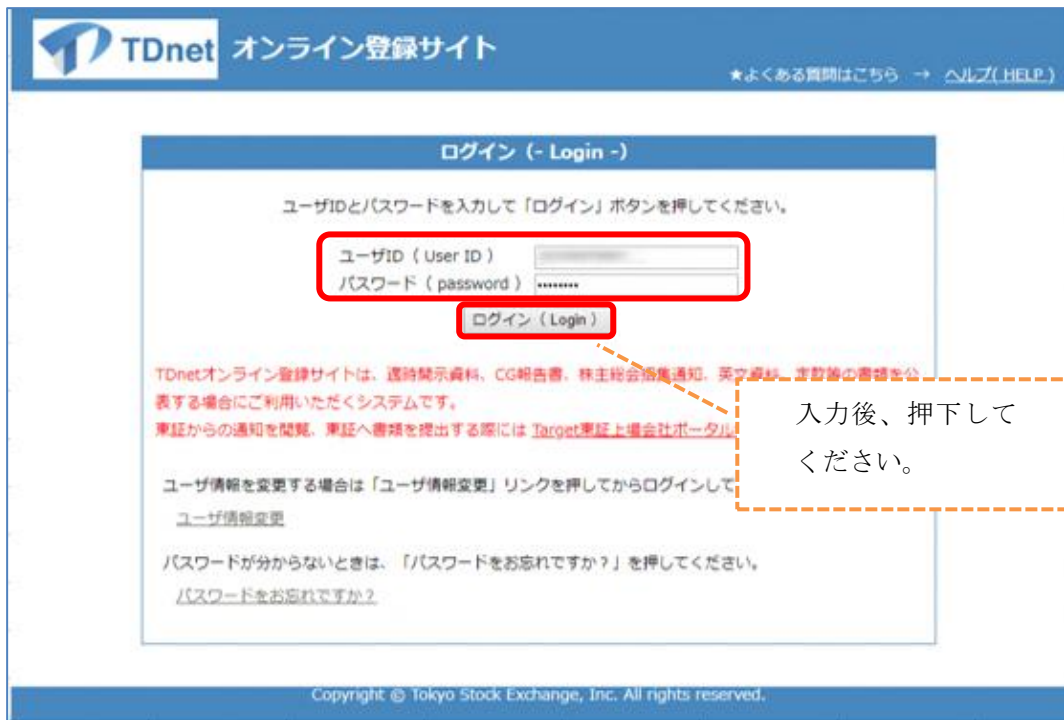 TDnet オンライン登録サイト
★よくある質問はこちら → ヘルプ(HELP)
ログイン (- Login -)
ユーザIDとパスワードを入力して「ログイン」ボタンを押してください。
ユーザID ( User ID )
パスワード ( password ) ••••••••
ログイン ( Login )
TDnetオンライン登録サイトは、適時開示資料、CG報告書、株主総会招集通知、英文資料、定款等の書類を公
表する場合にご利用いただくシステムです。
東証からの通知を閲覧、東証へ書類を提出する際には Target東証上場会社ポータル
入力後、押下して
ください。
ユーザ情報を変更する場合は「ユーザ情報変更」リンクを押してからログインして
ユーザ情報変更
パスワードが分からないときは、「パスワードをお忘れですか？」を押してください。
パスワードをお忘れですか？
Copyright © Tokyo Stock Exchange, Inc. All rights reserved.